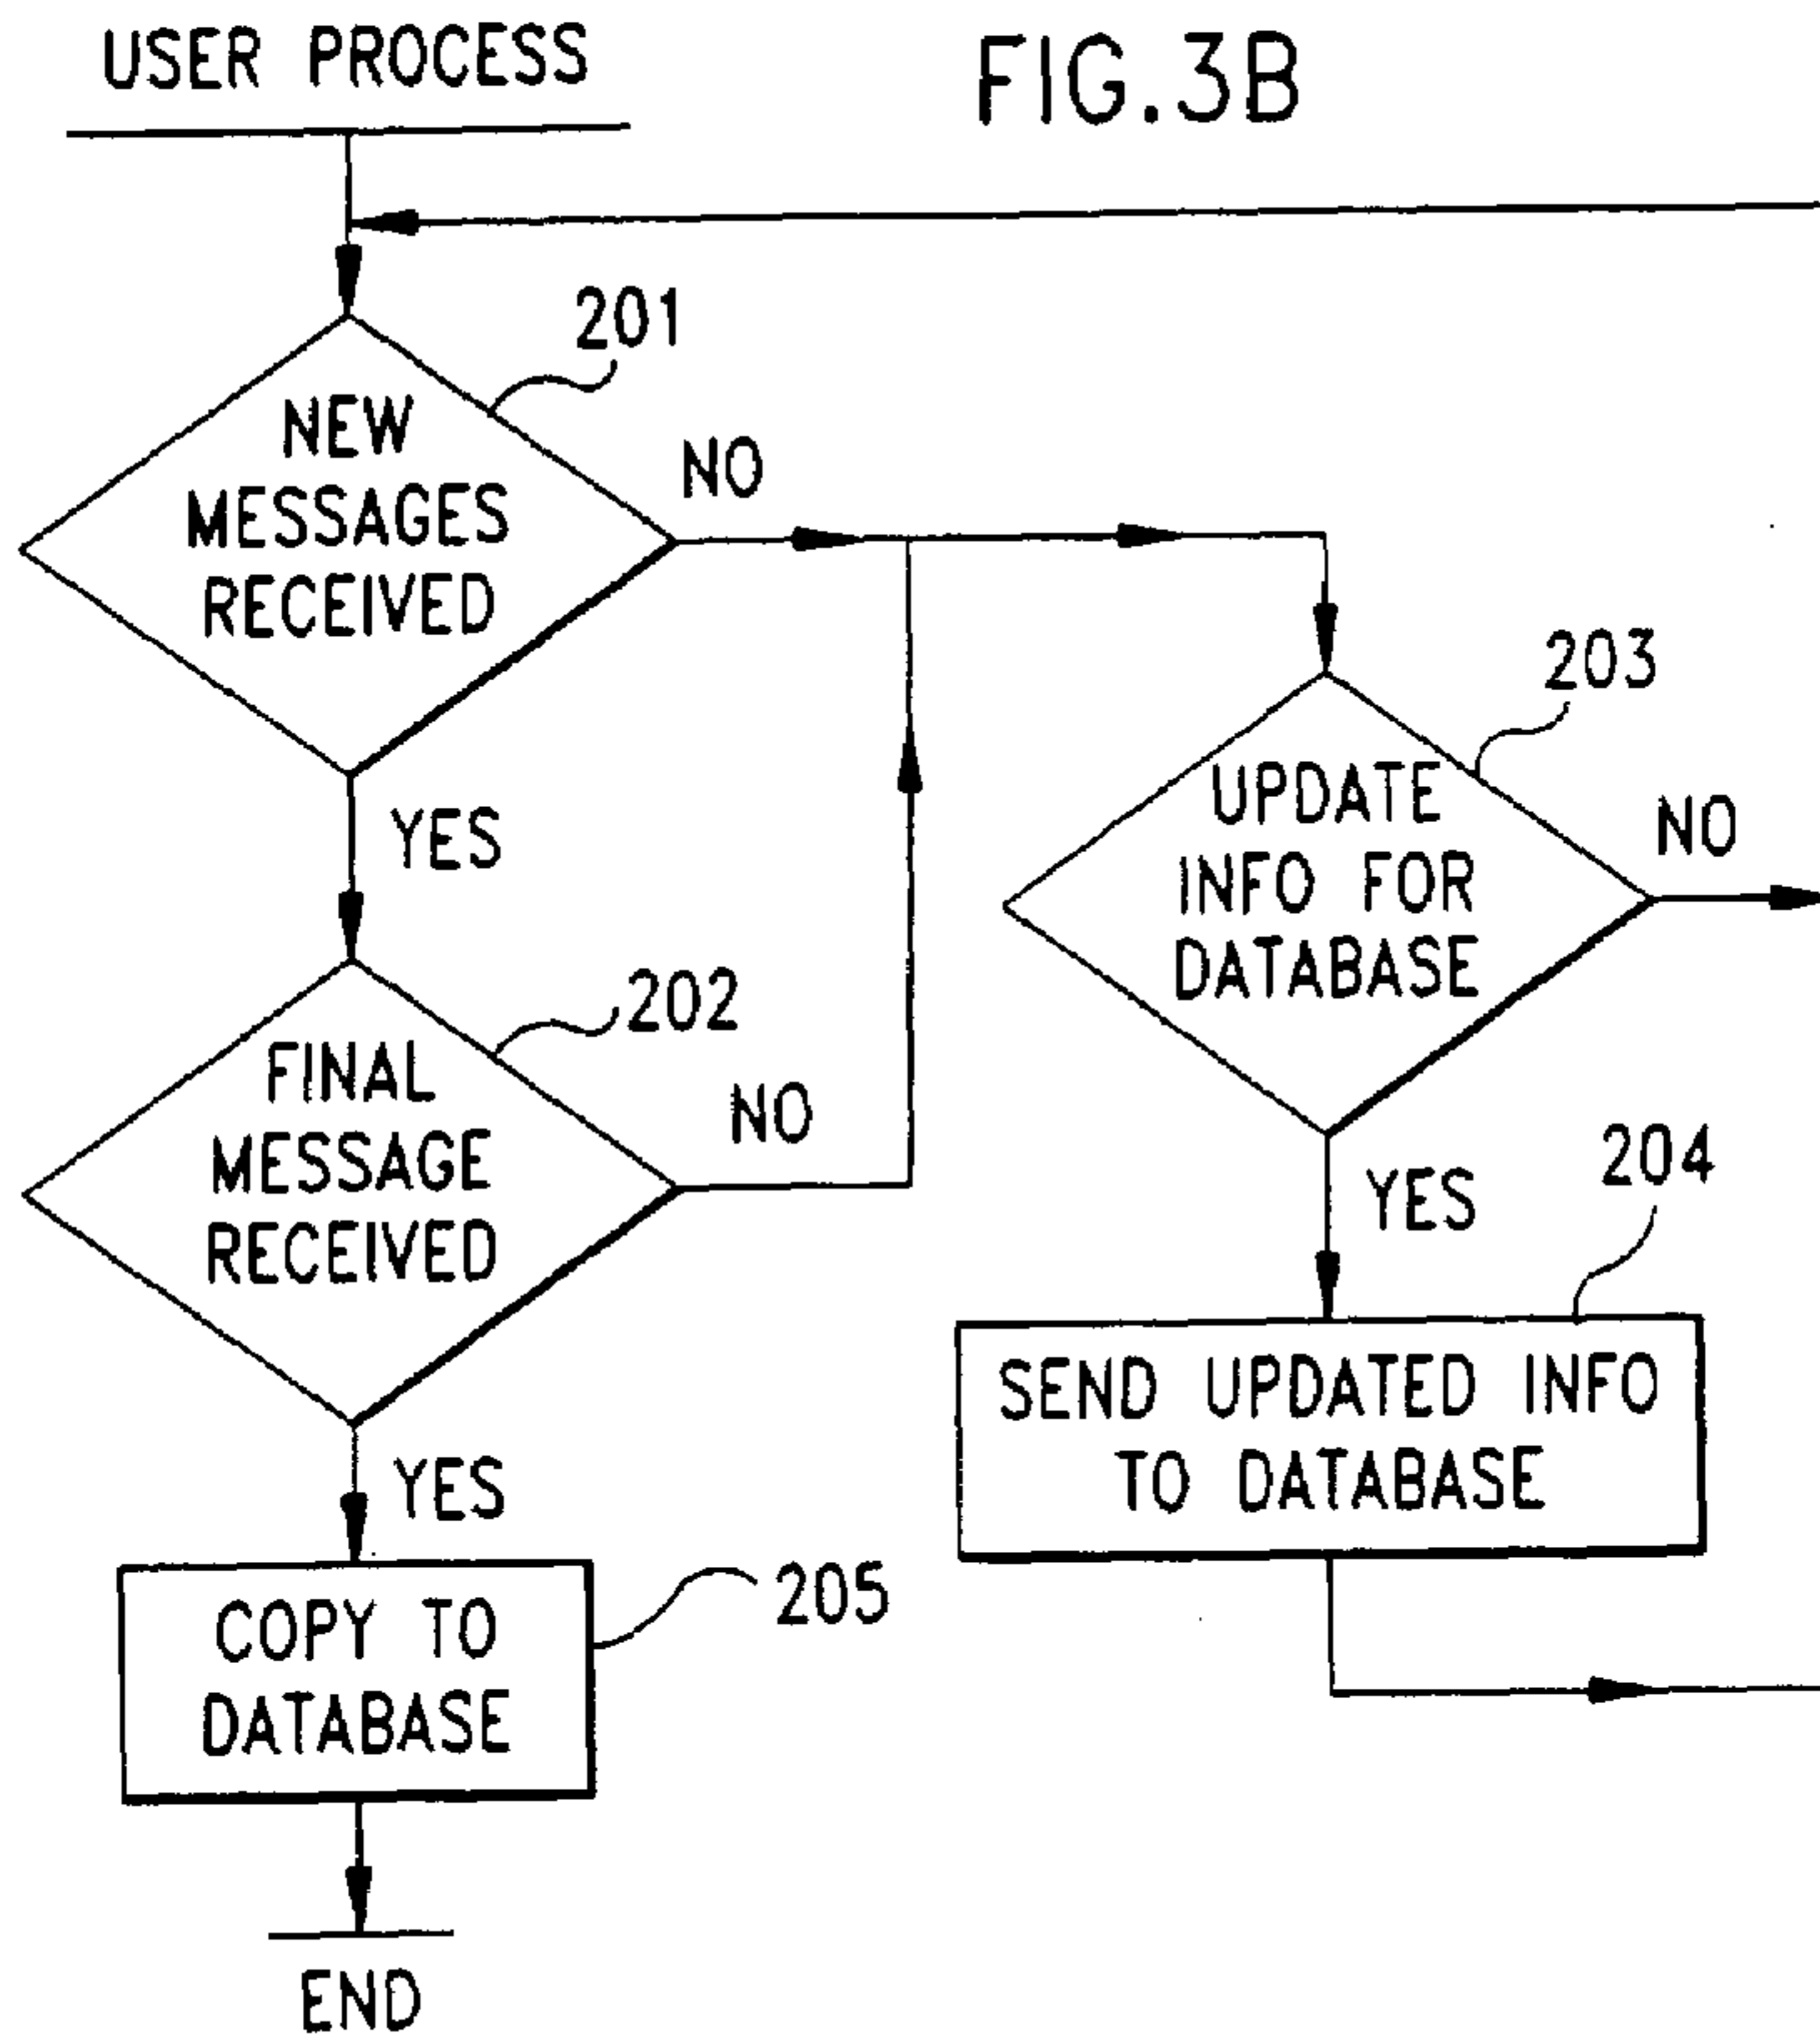 USER PROCESS
FIG.3B
201
NEW
MESSAGES
RECEIVED
NO
YES
203
UPDATE
INFO FOR
DATABASE
NO
YES
202
FINAL
MESSAGE
RECEIVED
NO
YES
204
SEND UPDATED INFO
TO DATABASE
205
COPY TO
DATABASE
END